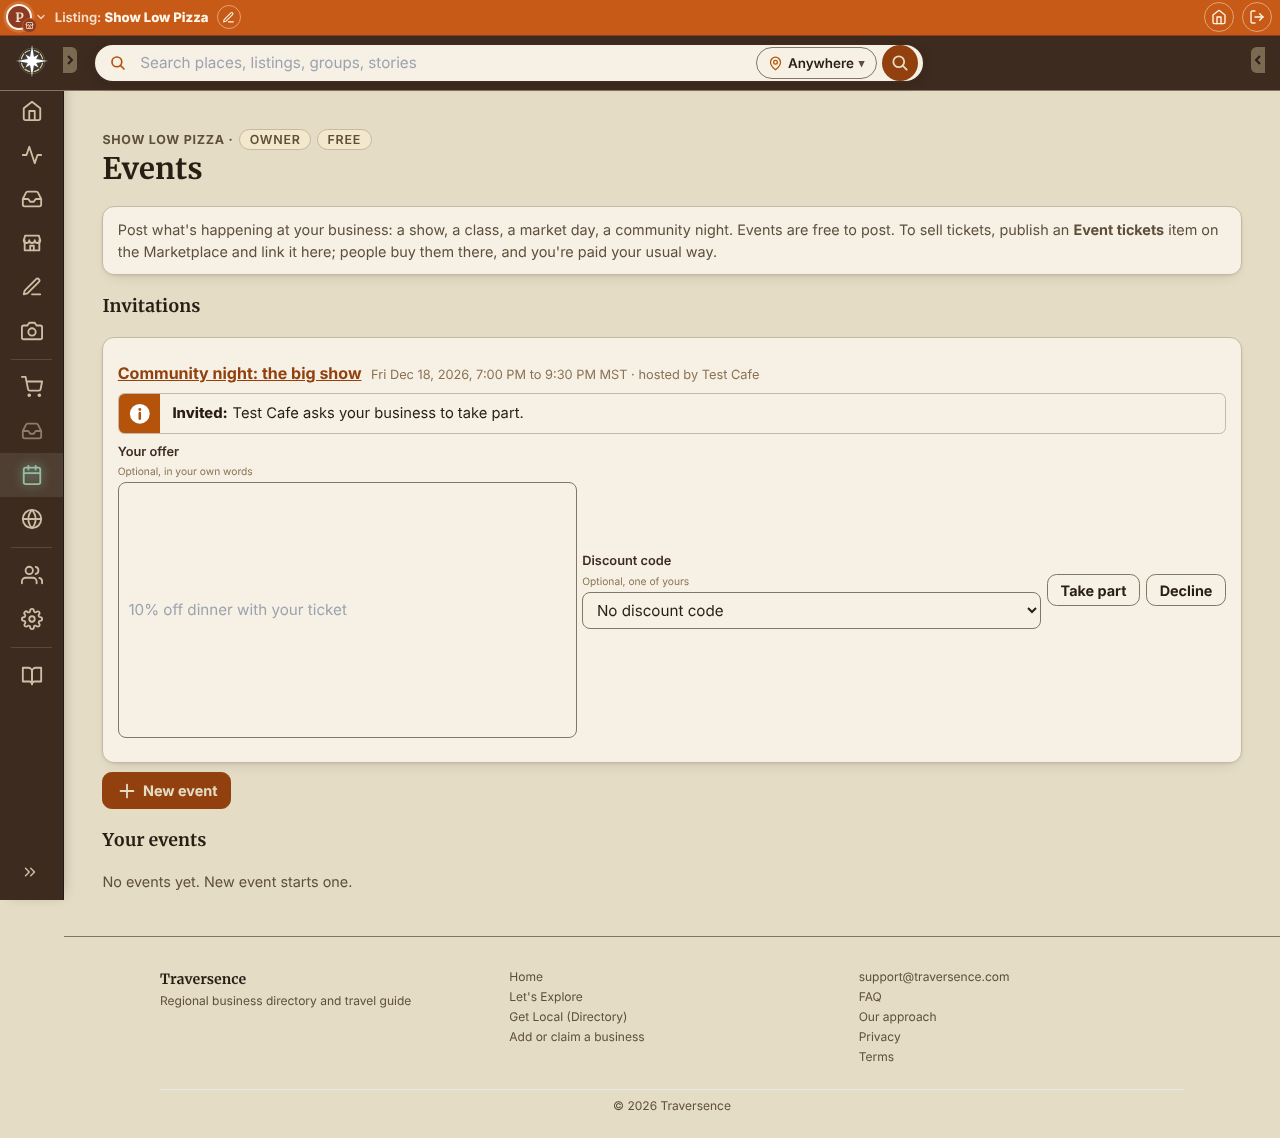 P
Listing: Show Low Pizza
Search places, listings, groups, stories
Anywhere ▾
SHOW LOW PIZZA · OWNER FREE
Events
Post what's happening at your business: a show, a class, a market day, a community night. Events are free to post. To sell tickets, publish an Event tickets item on
the Marketplace and link it here; people buy them there, and you're paid your usual way.
Invitations
Community night: the big show Fri Dec 18, 2026, 7:00 PM to 9:30 PM MST · hosted by Test Cafe
Invited: Test Cafe asks your business to take part.
Your offer
Optional, in your own words
10% off dinner with your ticket
Discount code
Optional, one of yours
No discount code
Take part
Decline
New event
Your events
No events yet. New event starts one.
Traversence
Regional business directory and travel guide
Home
Let's Explore
Get Local (Directory)
Add or claim a business
support@traversence.com
FAQ
Our approach
Privacy
Terms
© 2026 Traversence